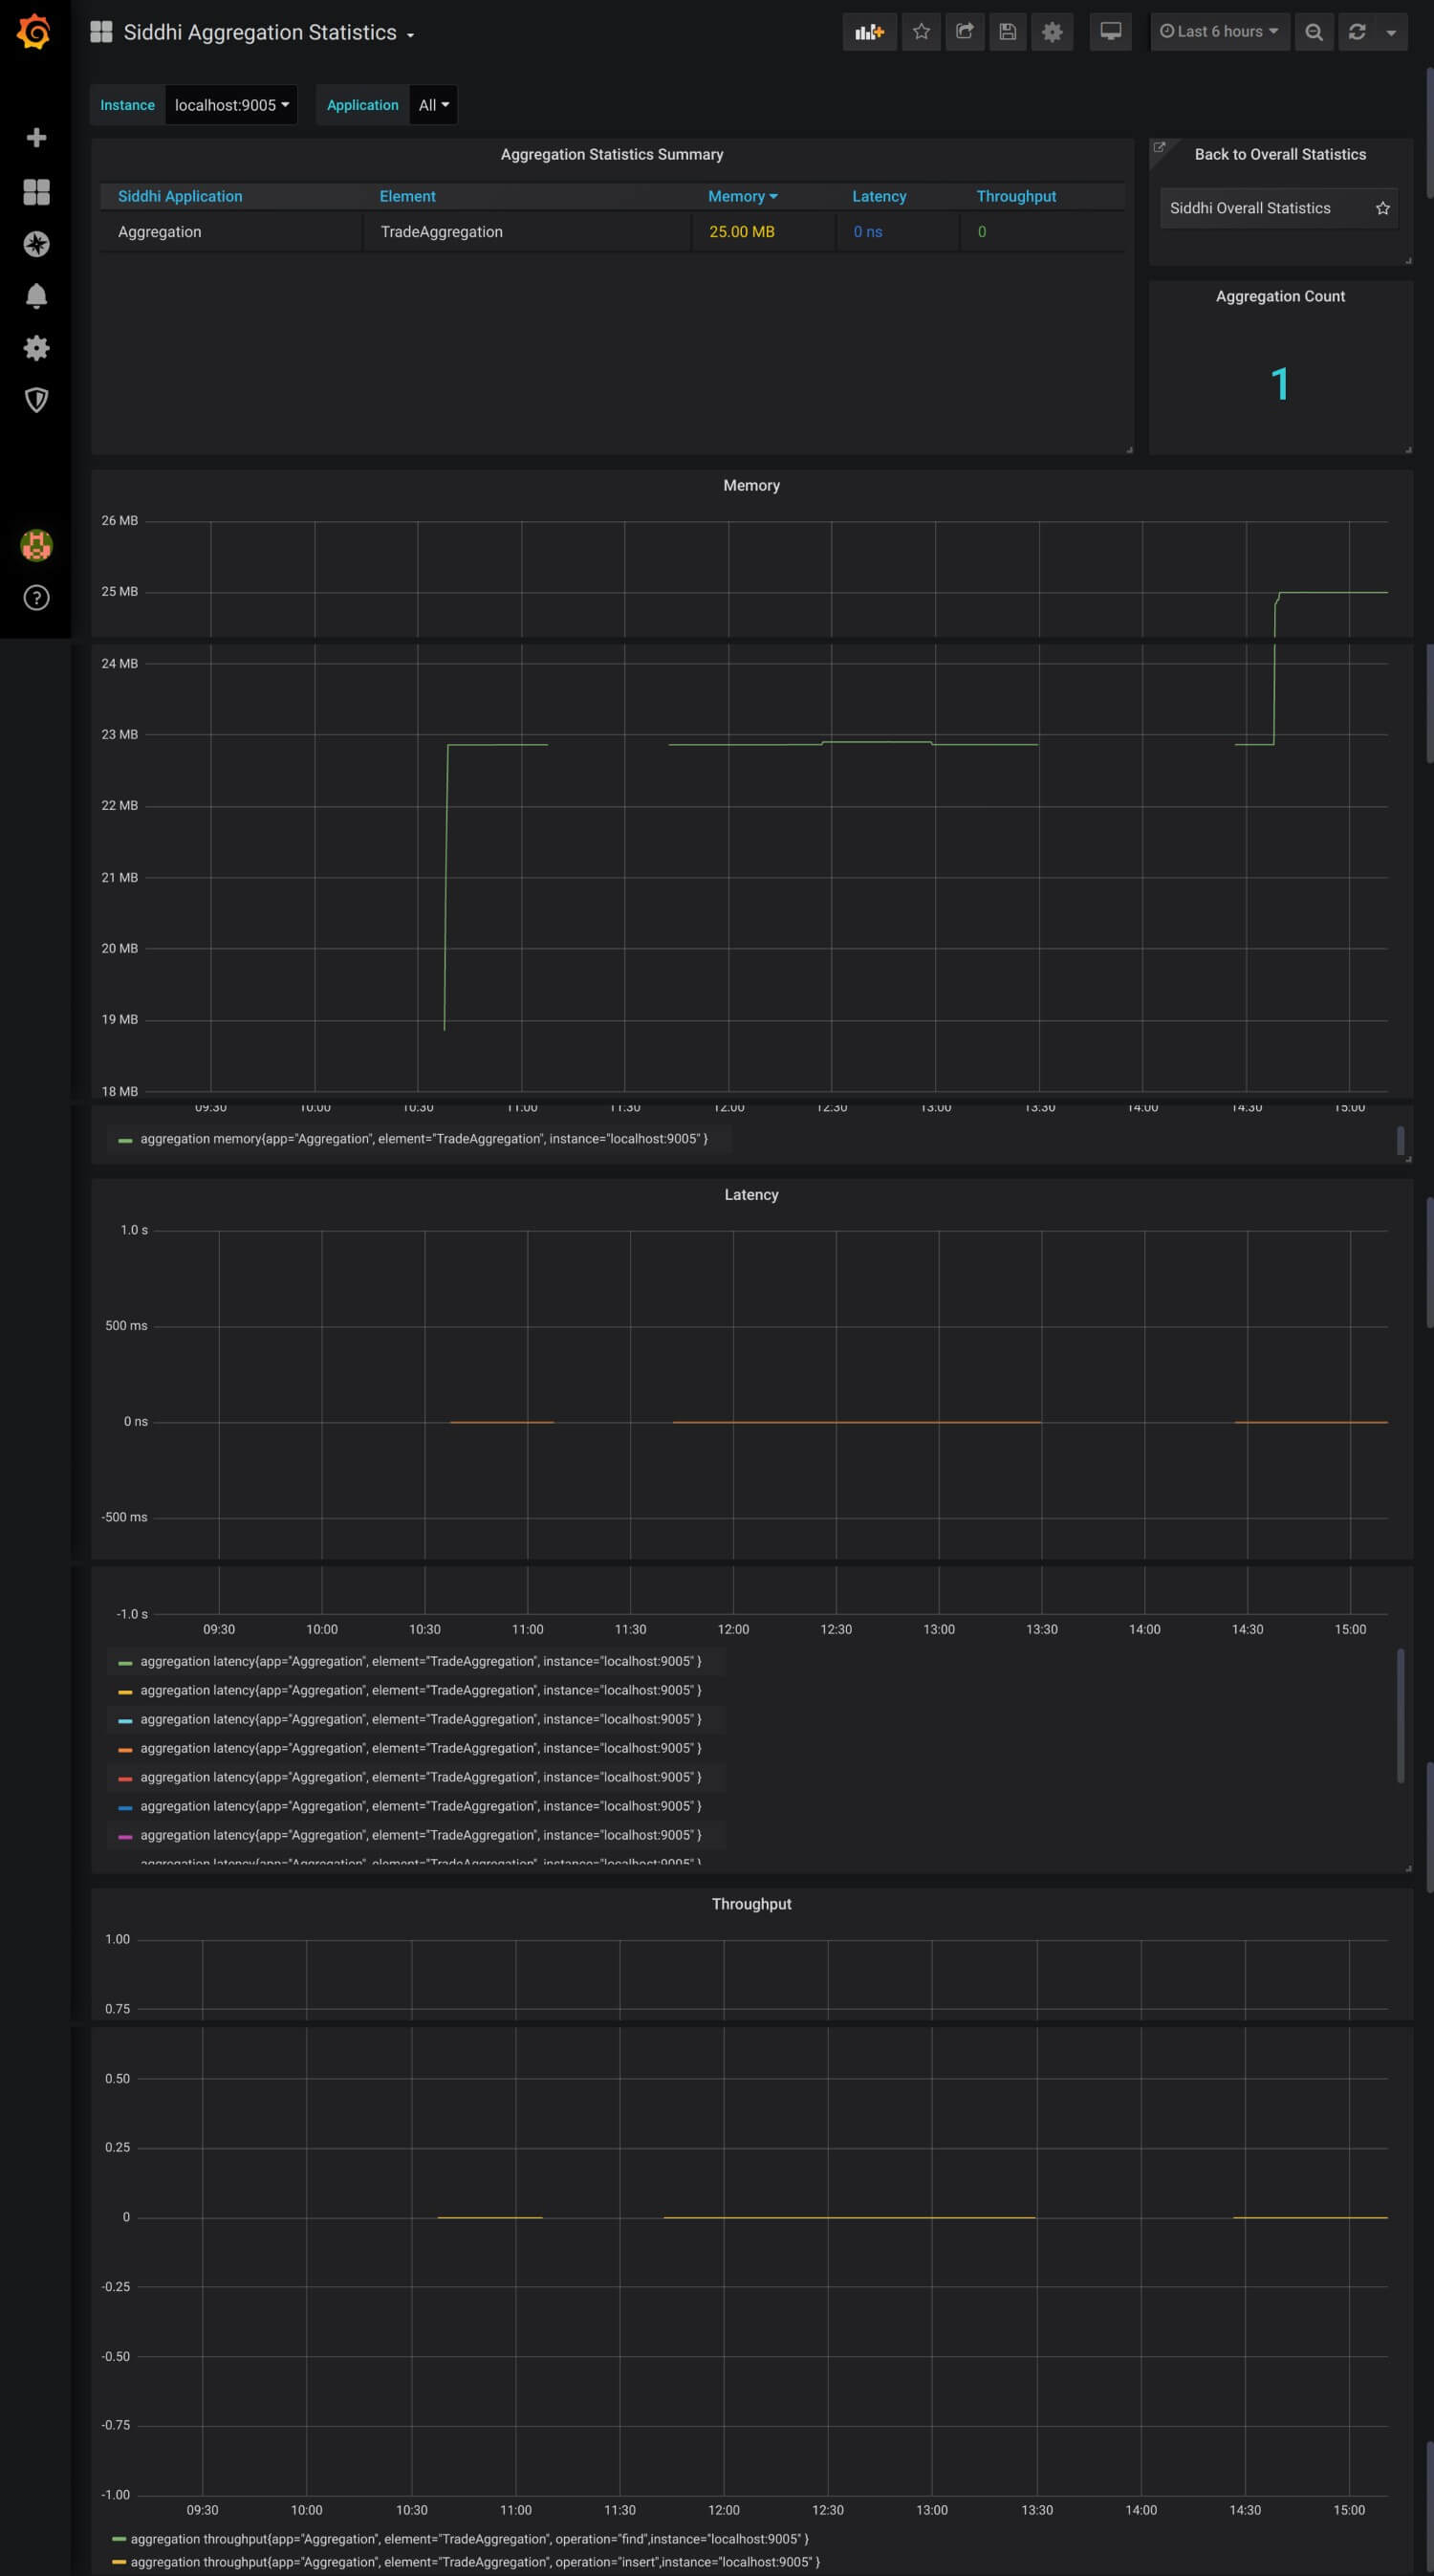 Siddhi Aggregation Statistics
Last 6 hours
Instance localhost:9005 Application All
Aggregation Statistics Summary
Siddhi Application Element Memory Latency Throughput
Aggregation TradeAggregation 25.00 MB 0 ns 0
Back to Overall Statistics
Siddhi Overall Statistics
Aggregation Count
1
Memory
26 MB
25 MB
24 MB
23 MB
22 MB
21 MB
20 MB
19 MB
18 MB
09:30 10:00 10:30 11:00 11:30 12:00 12:30 13:00 13:30 14:00 14:30 15:00
aggregation memory{app="Aggregation", element="TradeAggregation", instance="localhost:9005" }
Latency
1.0 s
500 ms
0 ns
-500 ms
-1.0 s
09:30 10:00 10:30 11:00 11:30 12:00 12:30 13:00 13:30 14:00 14:30 15:00
aggregation latency{app="Aggregation", element="TradeAggregation", instance="localhost:9005" }
aggregation latency{app="Aggregation", element="TradeAggregation", instance="localhost:9005" }
aggregation latency{app="Aggregation", element="TradeAggregation", instance="localhost:9005" }
aggregation latency{app="Aggregation", element="TradeAggregation", instance="localhost:9005" }
aggregation latency{app="Aggregation", element="TradeAggregation", instance="localhost:9005" }
aggregation latency{app="Aggregation", element="TradeAggregation", instance="localhost:9005" }
aggregation latency{app="Aggregation", element="TradeAggregation", instance="localhost:9005" }
aggregation latency{app="Aggregation", element="TradeAggregation", instance="localhost:9005" }
Throughput
1.00
0.75
0.50
0.25
0
-0.25
-0.50
-0.75
-1.00
09:30 10:00 10:30 11:00 11:30 12:00 12:30 13:00 13:30 14:00 14:30 15:00
aggregation throughput{app="Aggregation", element="TradeAggregation", operation="find",instance="localhost:9005" }
aggregation throughput{app="Aggregation", element="TradeAggregation", operation="insert",instance="localhost:9005" }